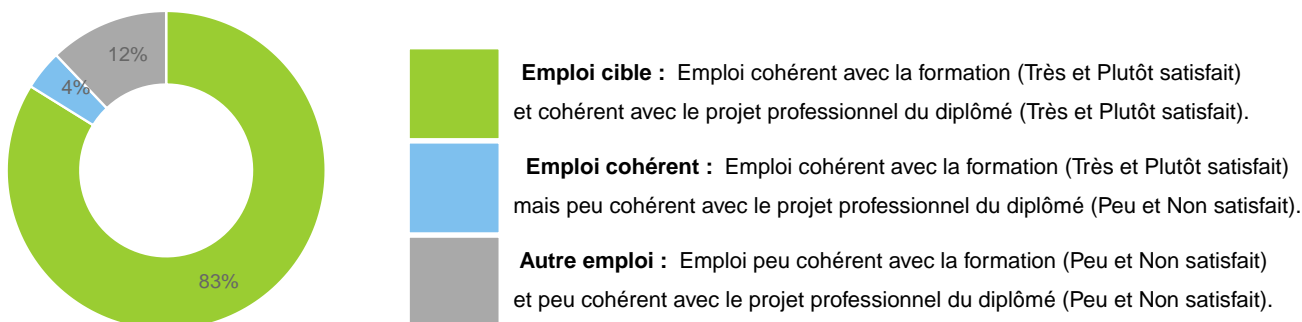 12%
4%
83%
Emploi cible : Emploi cohérent avec la formation (Très et Plutôt satisfait)
et cohérent avec le projet professionnel du diplômé (Très et Plutôt satisfait).
Emploi cohérent : Emploi cohérent avec la formation (Très et Plutôt satisfait)
mais peu cohérent avec le projet professionnel du diplômé (Peu et Non satisfait).
Autre emploi : Emploi peu cohérent avec la formation (Peu et Non satisfait)
et peu cohérent avec le projet professionnel du diplômé (Peu et Non satisfait).